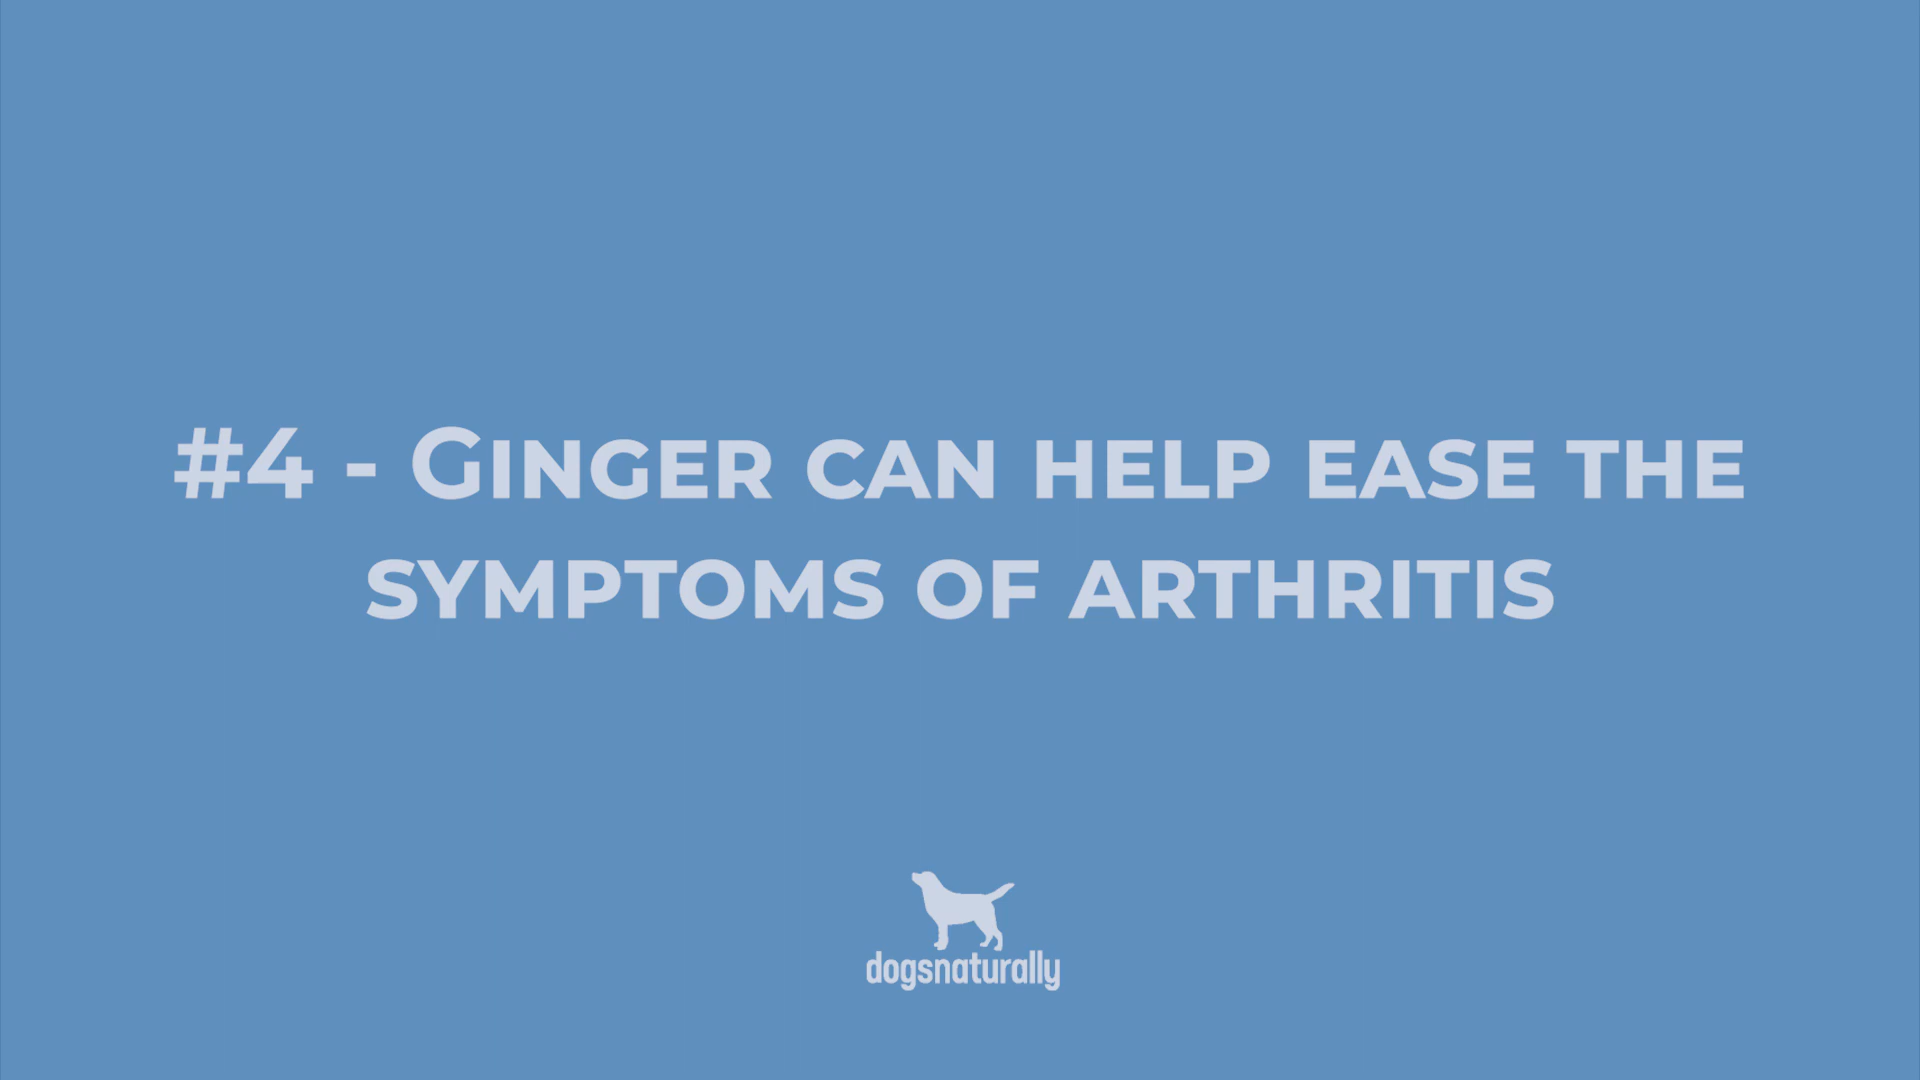 #4 - Ginger can help ease the
symptoms of arthritis
dogsnaturally